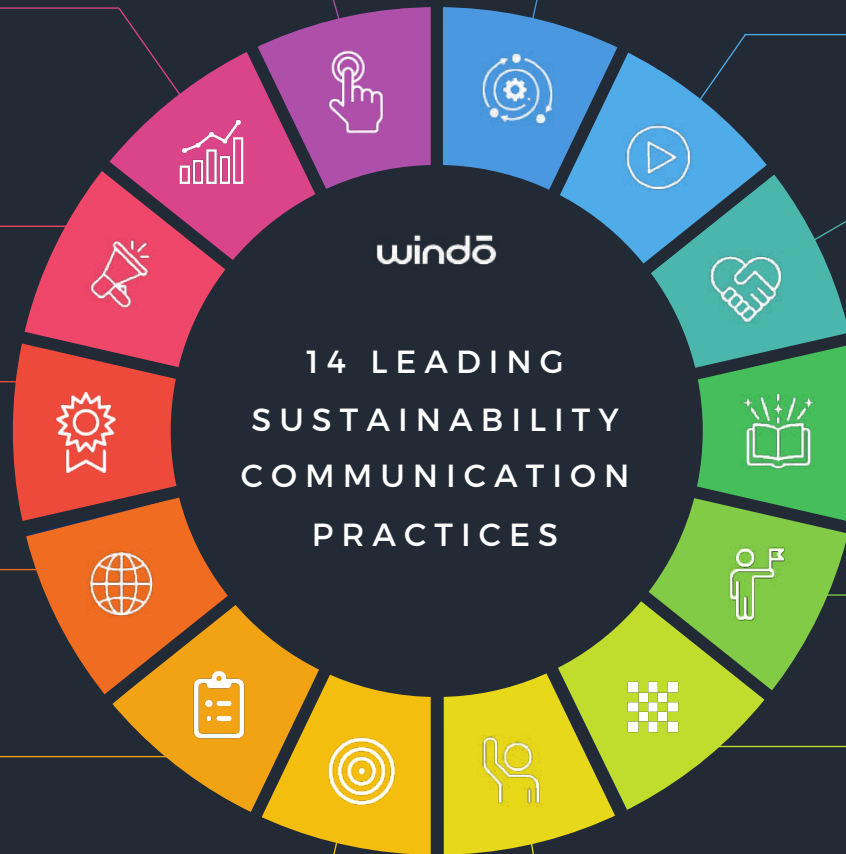 windō
14 LEADING
SUSTAINABILITY
COMMUNICATION
PRACTICES